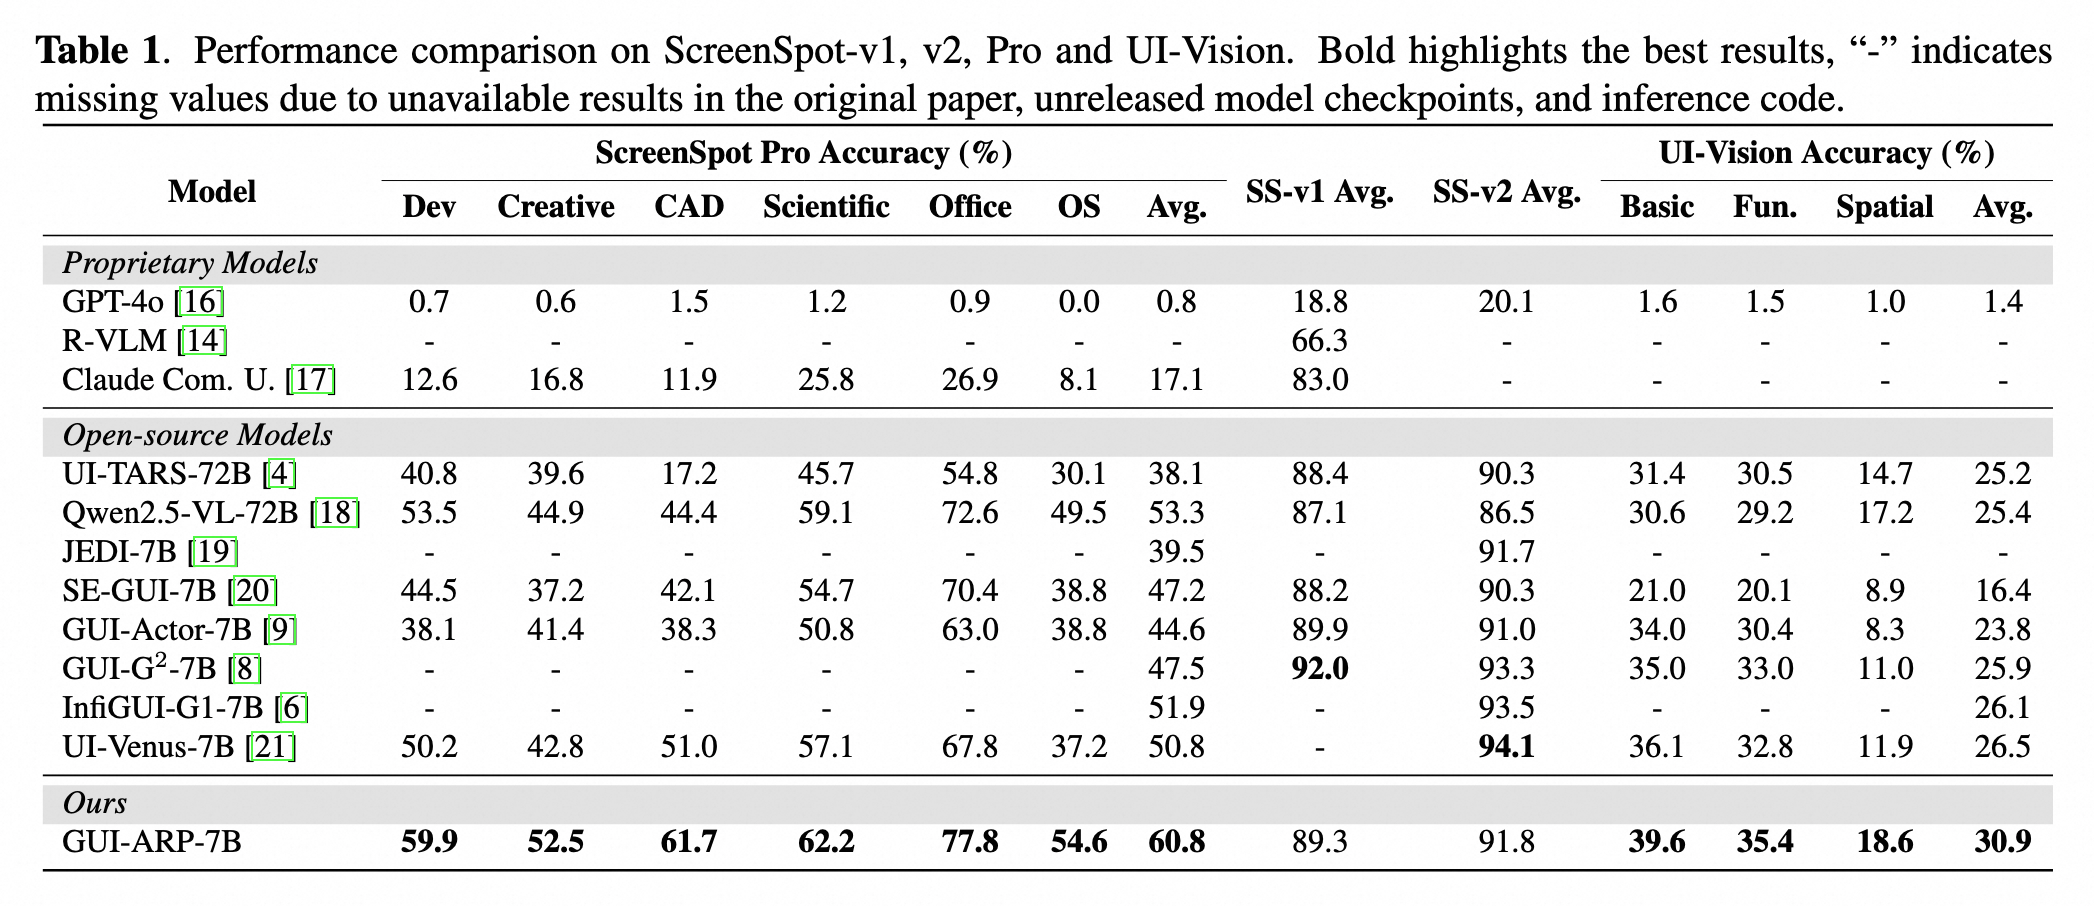 Table 1. Performance comparison on ScreenSpot-v1, v2, Pro and UI-Vision. Bold highlights the best results, “-” indicates
missing values due to unavailable results in the original paper, unreleased model checkpoints, and inference code.
Model ScreenSpot Pro Accuracy (%) SS-v1 Avg. SS-v2 Avg. UI-Vision Accuracy (%)
Dev Creative CAD Scientific Office OS Avg. Basic Fun. Spatial Avg.
Proprietary Models
GPT-4o [16] 0.7 0.6 1.5 1.2 0.9 0.0 0.8 18.8 20.1 1.6 1.5 1.0 1.4
R-VLM [14] - - - - - - - 66.3 - - - - -
Claude Com. U. [17] 12.6 16.8 11.9 25.8 26.9 8.1 17.1 83.0 - - - - -
Open-source Models
UI-TARS-72B [4] 40.8 39.6 17.2 45.7 54.8 30.1 38.1 88.4 90.3 31.4 30.5 14.7 25.2
Qwen2.5-VL-72B [18] 53.5 44.9 44.4 59.1 72.6 49.5 53.3 87.1 86.5 30.6 29.2 17.2 25.4
JEDI-7B [19] - - - - - - 39.5 - 91.7 - - - -
SE-GUI-7B [20] 44.5 37.2 42.1 54.7 70.4 38.8 47.2 88.2 90.3 21.0 20.1 8.9 16.4
GUI-Actor-7B [9] 38.1 41.4 38.3 50.8 63.0 38.8 44.6 89.9 91.0 34.0 30.4 8.3 23.8
GUI-G²-7B [8] - - - - - - 47.5 92.0 93.3 35.0 33.0 11.0 25.9
InfiGUI-G1-7B [6] - - - - - - 51.9 - 93.5 - - - 26.1
UI-Venus-7B [21] 50.2 42.8 51.0 57.1 67.8 37.2 50.8 - 94.1 36.1 32.8 11.9 26.5
Ours
GUI-ARP-7B 59.9 52.5 61.7 62.2 77.8 54.6 60.8 89.3 91.8 39.6 35.4 18.6 30.9